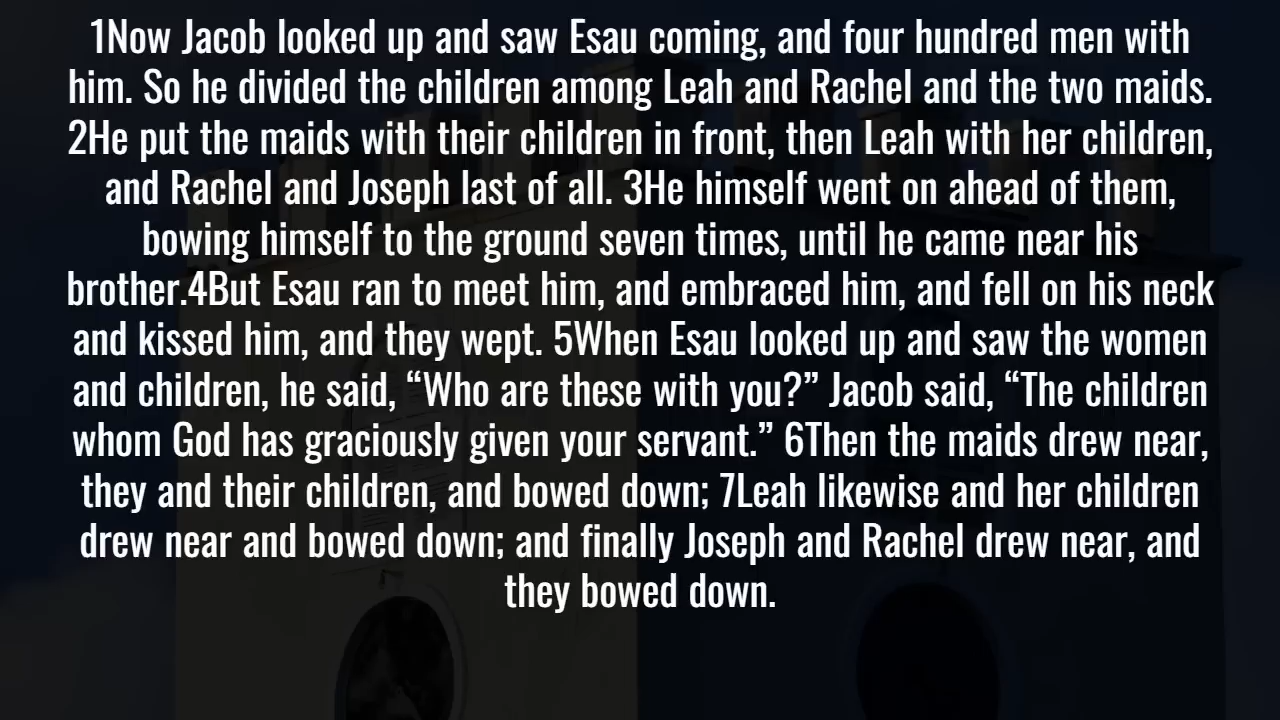 1Now Jacob looked up and saw Esau coming, and four hundred men with
him. So he divided the children among Leah and Rachel and the two maids.
2He put the maids with their children in front, then Leah with her children,
and Rachel and Joseph last of all. 3He himself went on ahead of them,
bowing himself to the ground seven times, until he came near his
brother.4But Esau ran to meet him, and embraced him, and fell on his neck
and kissed him, and they wept. 5When Esau looked up and saw the women
and children, he said, “Who are these with you?” Jacob said, “The children
whom God has graciously given your servant.” 6Then the maids drew near,
they and their children, and bowed down; 7Leah likewise and her children
drew near and bowed down; and finally Joseph and Rachel drew near, and
they bowed down.